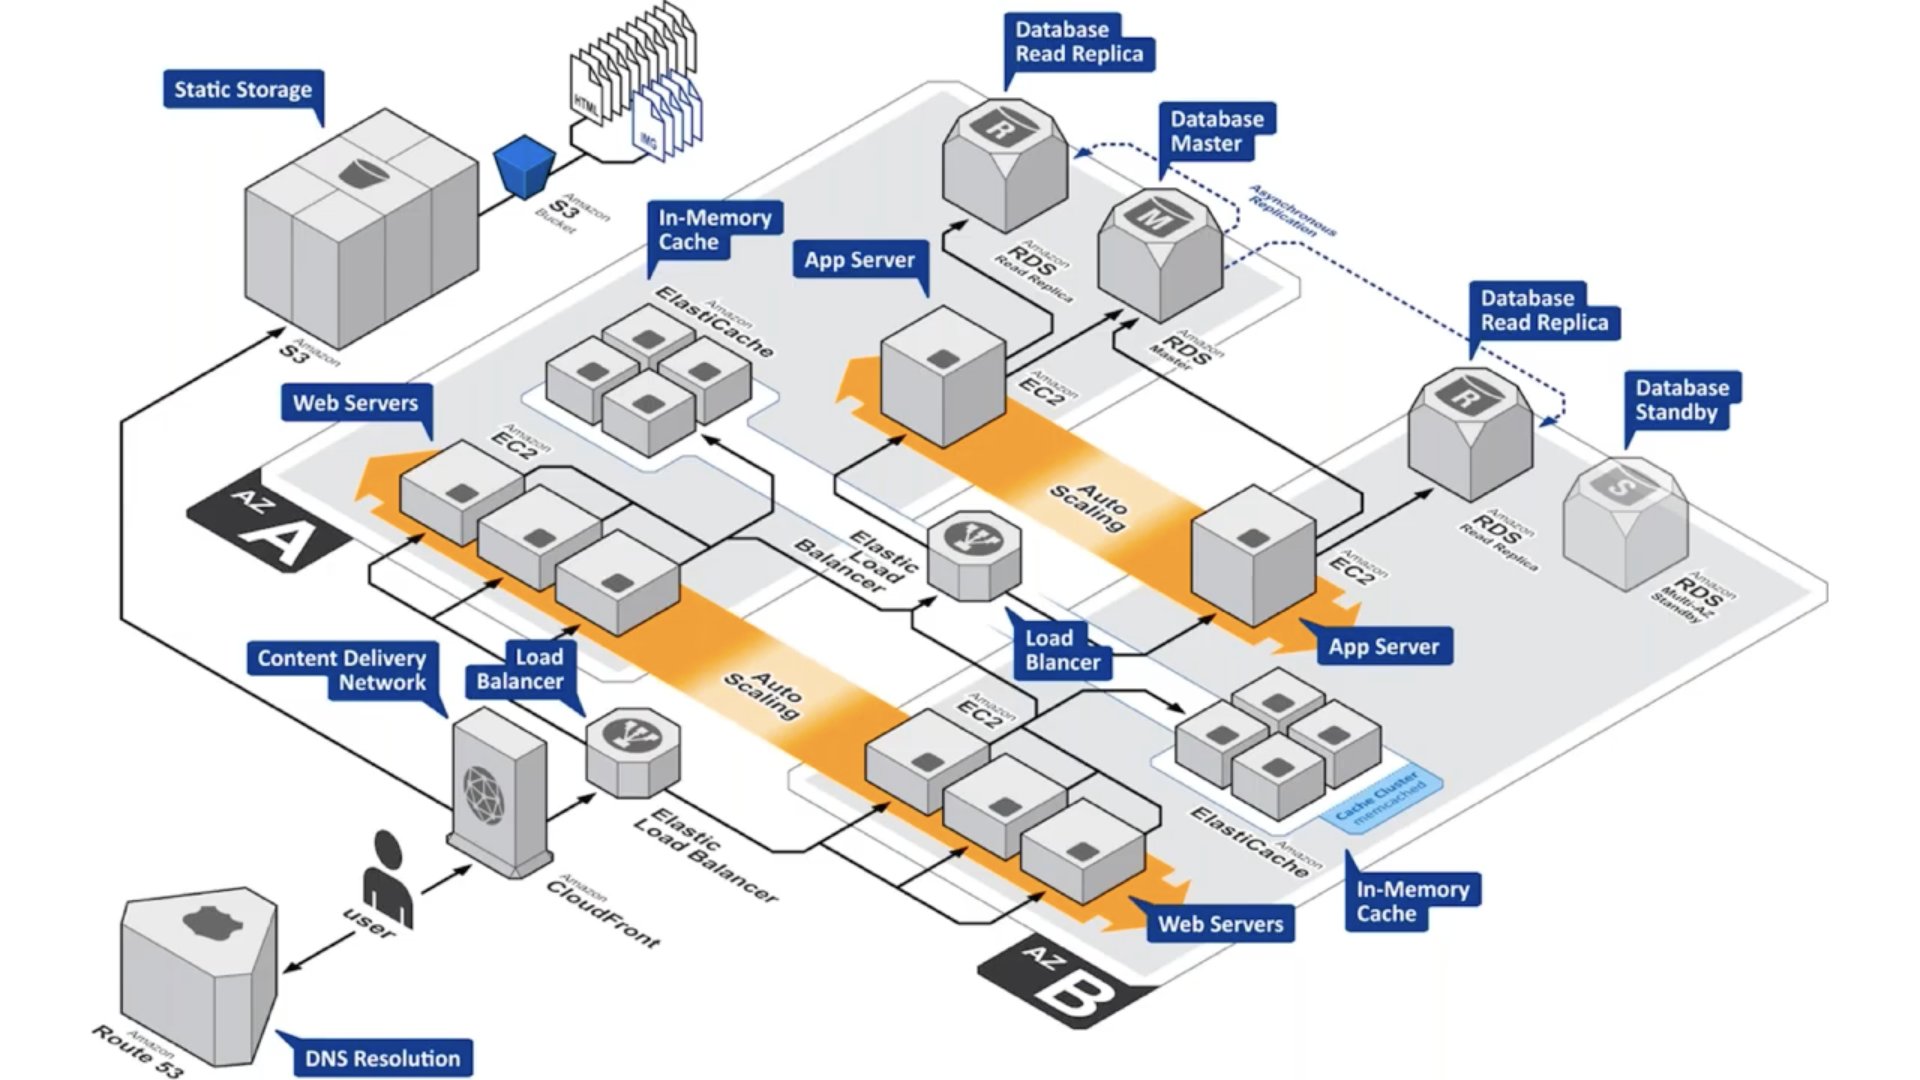 Static Storage
HTML
IMG
Amazon
S3
Bucket
Amazon
S3
Database
Read Replica
R
Amazon
RDS
Read Replica
Database
Master
M
Amazon
RDS
Master
Asynchronous
Replication
In-Memory
Cache
Amazon
ElastiCache
App Server
Amazon
EC2
Database
Read Replica
R
Amazon
RDS
Read Replica
Database
Standby
S
Amazon
RDS
Multi-AZ
Standby
Web Servers
Amazon
EC2
AZ
A
Auto
Scaling
Elastic
Load
Balancer
Load
Blancer
Amazon
EC2
App Server
Content Delivery
Network
Load
Balancer
Auto
Scaling
Amazon
EC2
Elastic
Load Balancer
Cache Cluster
memcached
Amazon
ElastiCache
In-Memory
Cache
Web Servers
AZ
B
Amazon
CloudFront
user
Amazon
Route 53
DNS Resolution